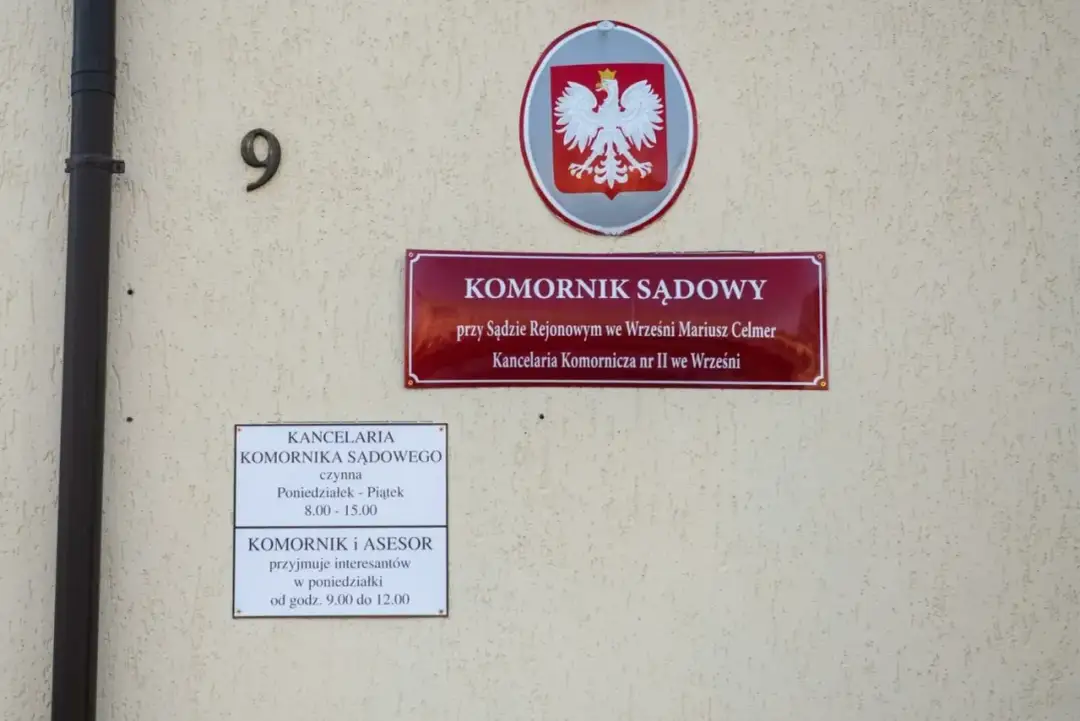 9
KOMORNIK SĄDOWY
przy Sądzie Rejonowym we Wrześni Mariusz Celmer
Kancelaria Komornicza nr II we Wrześni
KANCELARIA
KOMORNIKA SĄDOWEGO
czynna
Poniedziałek - Piątek
8.00 - 15.00
KOMORNIK i ASESOR
przyjmuje interesantów
w poniedziałki
od godz. 9.00 do 12.00